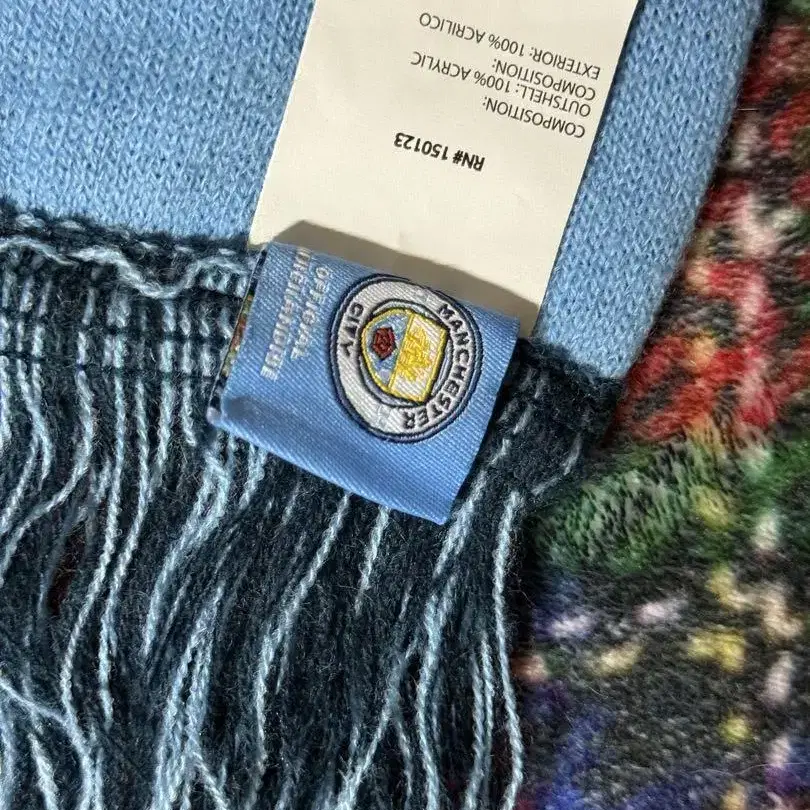 RN# 150123
COMPOSITION:
OUTSHELL: 100% ACRYLIC
COMPOSITION:
EXTERIOR: 100% ACRILICO
OFFICIAL
MERCHANDISE
MANCHESTER
CITY